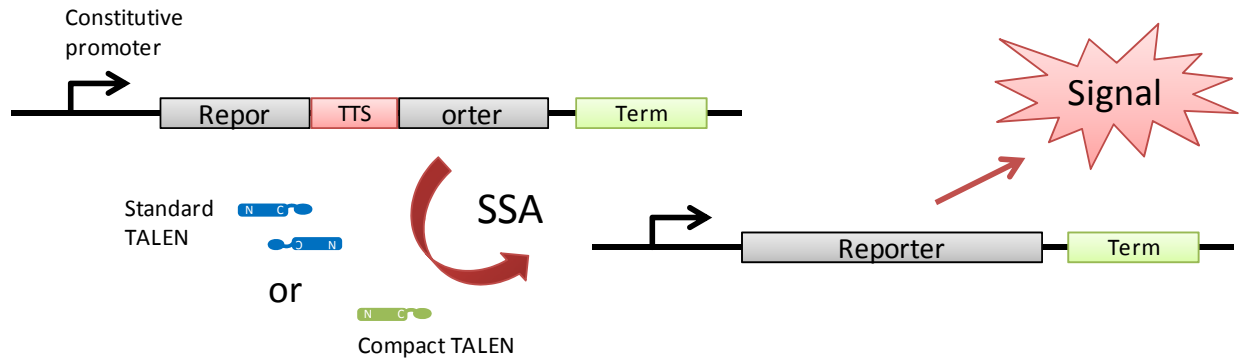 Constitutive
promoter
Repor
TTS
orter
Term
Signal
Standard
TALEN
N C
C N
or
N C
Compact TALEN
SSA
Reporter
Term